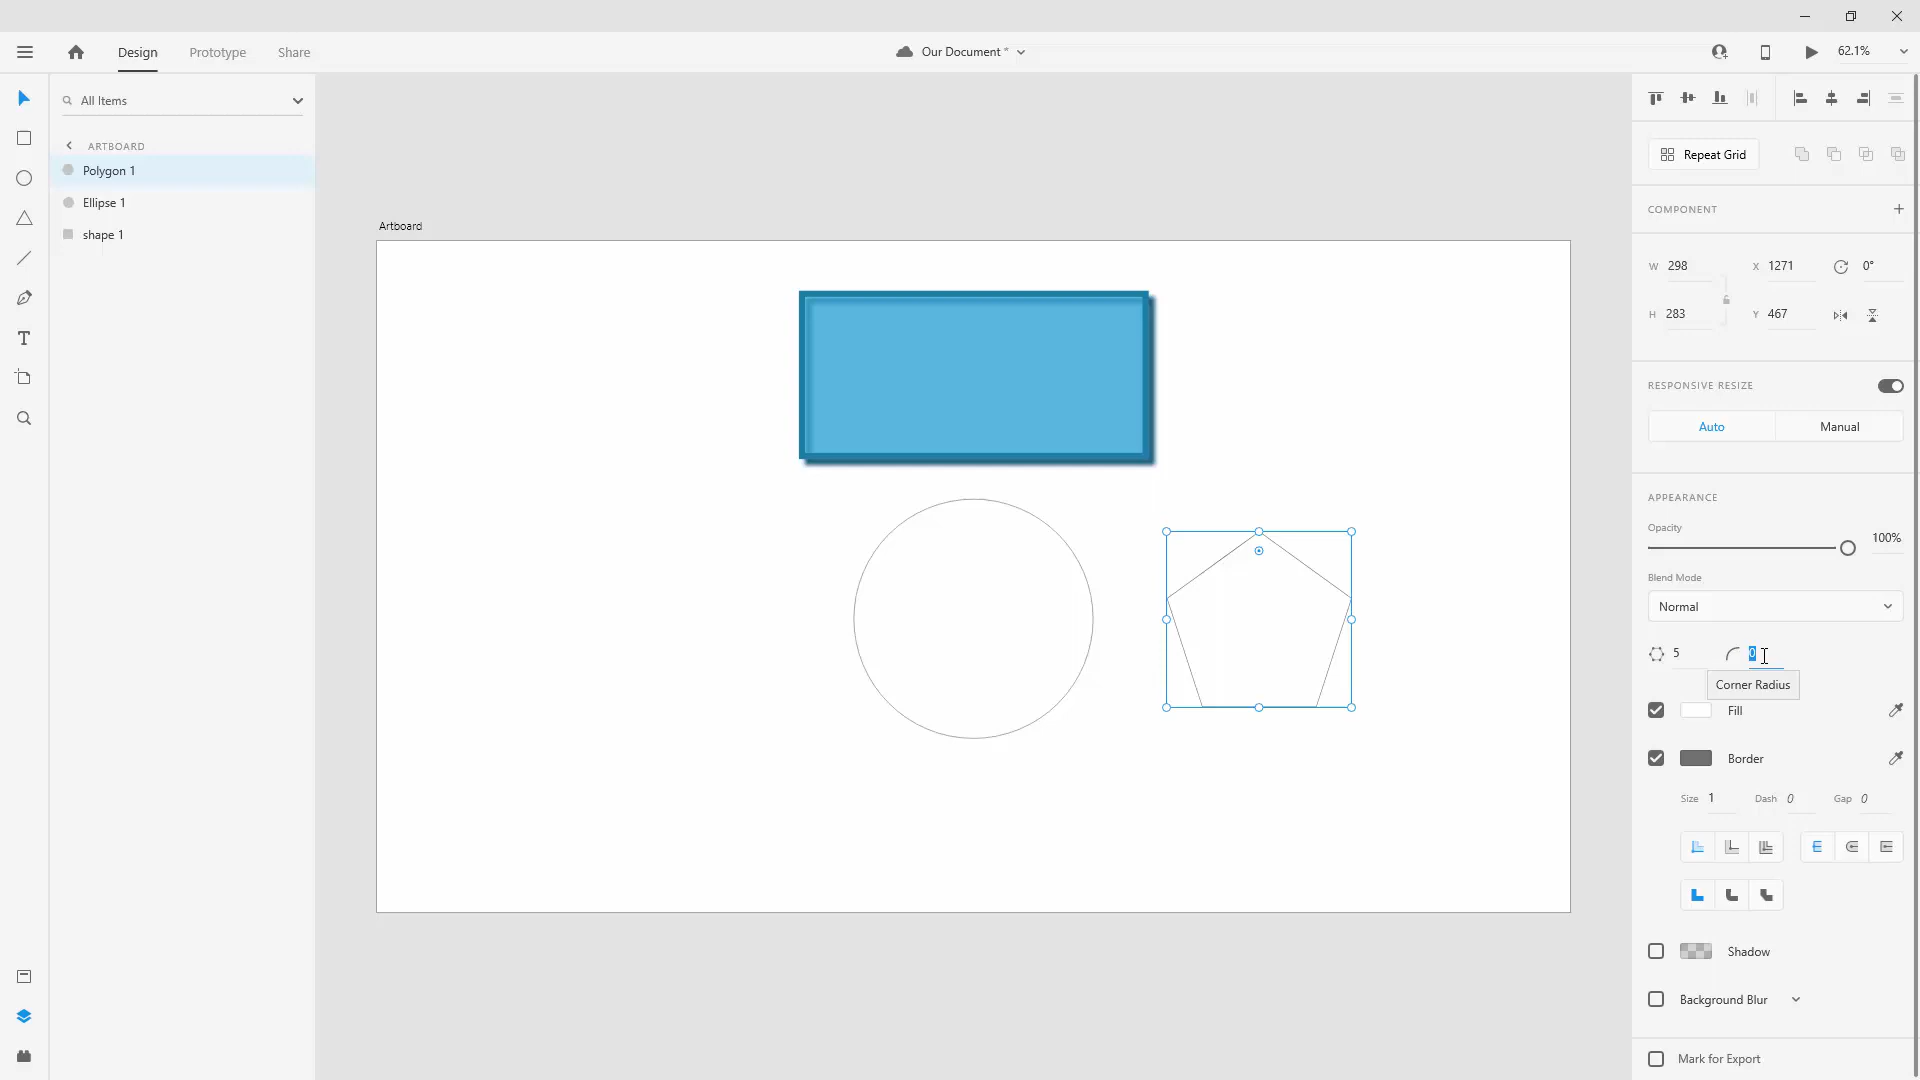 Design
Prototype
Share
Our Document *
62.1%
All Items
ARTBOARD
Polygon 1
Ellipse 1
shape 1
Artboard
Repeat Grid
COMPONENT
W 298
X 1271
0°
H 283
Y 467
RESPONSIVE RESIZE
Auto
Manual
APPEARANCE
Opacity
100%
Blend Mode
Normal
5
0
Corner Radius
Fill
Border
Size 1
Dash 0
Gap 0
Shadow
Background Blur
Mark for Export